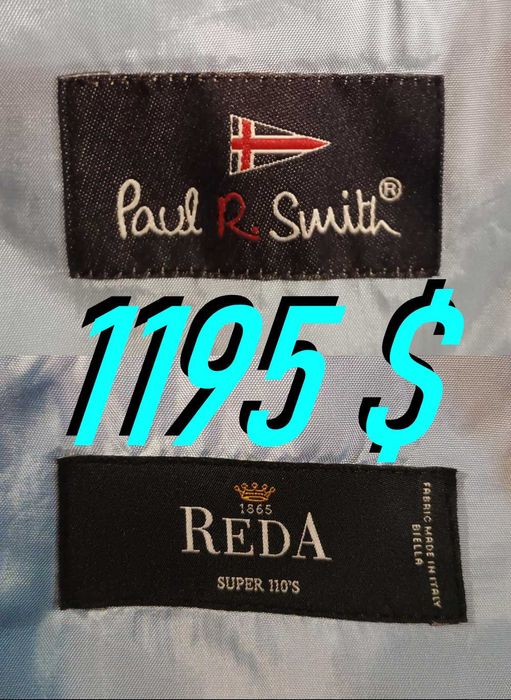 Paul R. Smith®
1195 $
1865
REDA
SUPER 110'S
FABRIC MADE IN ITALY
BIELLA